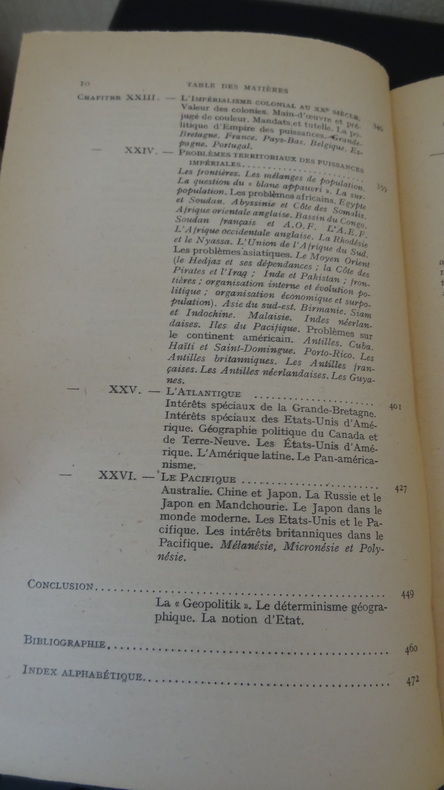 10 TABLE DES MATIÈRES
CHAPITRE XXIII. — L'IMPÉRIALISME COLONIAL AU XXe SIÈCLE.
Valeur des colonies. Main-d'œuvre et pré-
jugé de couleur. Mandats et tutelle. La po-
litique d'Empire des puissances. Grande-
Bretagne. France. Pays-Bas. Belgique. Es-
pagne. Portugal.
— XXIV. — PROBLÈMES TERRITORIAUX DES PUISSANCES
IMPÉRIALES
Les frontières. Les mélanges de population.
La question du « blanc appauvri ». La sur-
population. Les problèmes africains. Egypte
et Soudan. Abyssinie et Côte des Somalis.
Afrique orientale anglaise. Bassin du Congo.
Soudan français et A.O.F. L'A.E.F.
L'Afrique occidentale anglaise. La Rhodésie
et le Nyassa. L'Union de l'Afrique du Sud.
Les problèmes asiatiques. Le Moyen Orient
(le Hedjaz et ses dépendances ; la Côte des
Pirates et l'Iraq ; Inde et Pakistan ; fron-
tières ; organisation interne et évolution po-
litique ; organisation économique et surpo-
pulation). Asie du sud-est. Birmanie. Siam
et Indochine. Malaisie. Indes néerlan-
daises. Iles du Pacifique. Problèmes sur
le continent américain. Antilles. Cuba.
Haïti et Saint-Domingue. Porto-Rico. Les
Antilles britanniques. Les Antilles fran-
çaises. Les Antilles néerlandaises. Les Guya-
nes.
— XXV. — L'ATLANTIQUE .................... 401
Intérêts spéciaux de la Grande-Bretagne.
Intérêts spéciaux des Etats-Unis d'Amé-
rique. Géographie politique du Canada et
de Terre-Neuve. Les États-Unis d'Amé-
rique. L'Amérique latine. Le Pan-américa-
nisme.
— XXVI. — LE PACIFIQUE .................... 427
Australie. Chine et Japon. La Russie et le
Japon en Mandchourie. Le Japon dans le
monde moderne. Les Etats-Unis et le Pa-
cifique. Les intérêts britanniques dans le
Pacifique. Mélanésie, Micronésie et Poly-
nésie.
CONCLUSION.................... 449
La « Geopolitik ». Le déterminisme géogra-
phique. La notion d'Etat.
BIBLIOGRAPHIE.................... 460
INDEX ALPHABÉTIQUE.................... 472